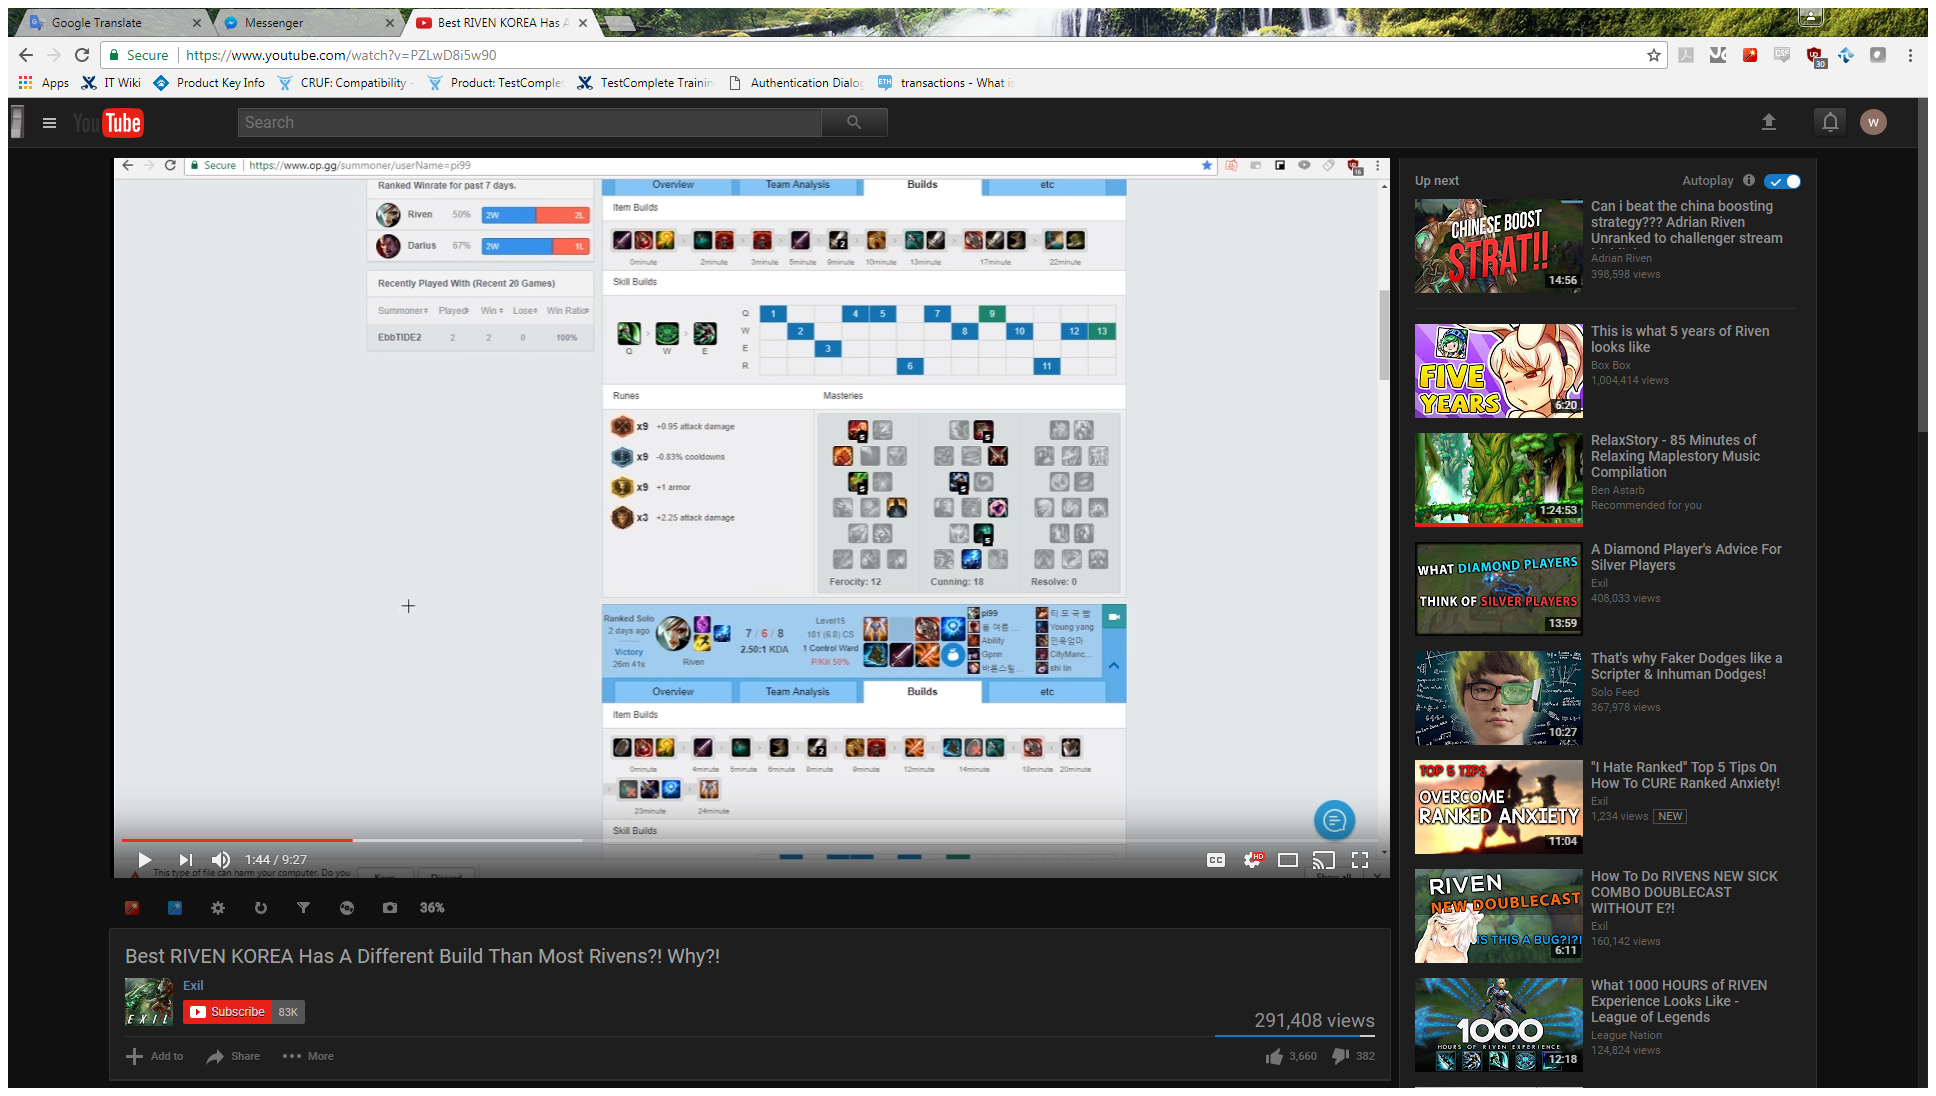 Google Translate
Messenger
Best RIVEN KOREA Has A
Secure
https://www.youtube.com/watch?v=PZLwD8i5w90
30
Apps
IT Wiki
Product Key Info
CRUF: Compatibility -
Product: TestComplet
TestComplete Trainin
Authentication Dialog
ETH
transactions - What i
YouTube
Search
W
Secure
https://www.op.gg/summoner/userName=pi99
16
Ranked Winrate for past 7 days.
Riven 50% 2W 2L
Darius 67% 2W 1L
Recently Played With (Recent 20 Games)
Summoner Played Win Lose Win Ratio
EbbTIDE2 2 2 0 100%
Overview Team Analysis Builds etc
Item Builds
2
0minute 2minute 3minute 5minute 9minute 10minute 13minute 17minute 22minute
Skill Builds
Q W E
Q 1 4 5 7 9
W 2 8 10 12 13
E 3
R 6 11
Runes
Masteries
x9 +0.95 attack damage
x9 -0.83% cooldowns
x9 +1 armor
x3 +2.25 attack damage
5 5
5 5
5
Ferocity: 12 Cunning: 18 Resolve: 0
Ranked Solo
2 days ago
Victory
26m 41s
Riven
7 / 6 / 8
2.50:1 KDA
Level15
181 (6.8) CS
1 Control Ward
P/Kill 50%
pi99
Ability
Gpnn
Young yang
CityManc...
shi lin
Overview Team Analysis Builds etc
Item Builds
2
0minute 4minute 5minute 6minute 8minute 9minute 12minute 14minute 18minute 20minute
23minute 24minute
Skill Builds
1:44 / 9:27
CC
HD
This type of file can harm your computer. Do you
Keep
Discard
Show all
36%
Best RIVEN KOREA Has A Different Build Than Most Rivens?! Why?!
EXIL
Exil
Subscribe 83K
291,408 views
Add to
Share
More
3,660
382
Up next
Autoplay
CHINESE BOOST
STRAT!!
14:56
Can i beat the china boosting
strategy??? Adrian Riven
Unranked to challenger stream
Adrian Riven
398,598 views
FIVE
YEARS
6:20
This is what 5 years of Riven
looks like
Box Box
1,004,414 views
1:24:53
RelaxStory - 85 Minutes of
Relaxing Maplestory Music
Compilation
Ben Astarb
Recommended for you
WHAT DIAMOND PLAYERS
THINK OF SILVER PLAYERS
13:59
A Diamond Player's Advice For
Silver Players
Exil
408,033 views
10:27
That's why Faker Dodges like a
Scripter & Inhuman Dodges!
Solo Feed
367,978 views
TOP 5 TIPS
OVERCOME
RANKED ANXIETY
11:04
"I Hate Ranked" Top 5 Tips On
How To CURE Ranked Anxiety!
Exil
1,234 views NEW
RIVEN
NEW DOUBLECAST
IS THIS A BUG?!?!
6:11
How To Do RIVENS NEW SICK
COMBO DOUBLECAST
WITHOUT E?!
Exil
160,142 views
1000
HOURS OF RIVEN EXPERIENCE
12:18
What 1000 HOURS of RIVEN
Experience Looks Like -
League of Legends
League Nation
124,824 views